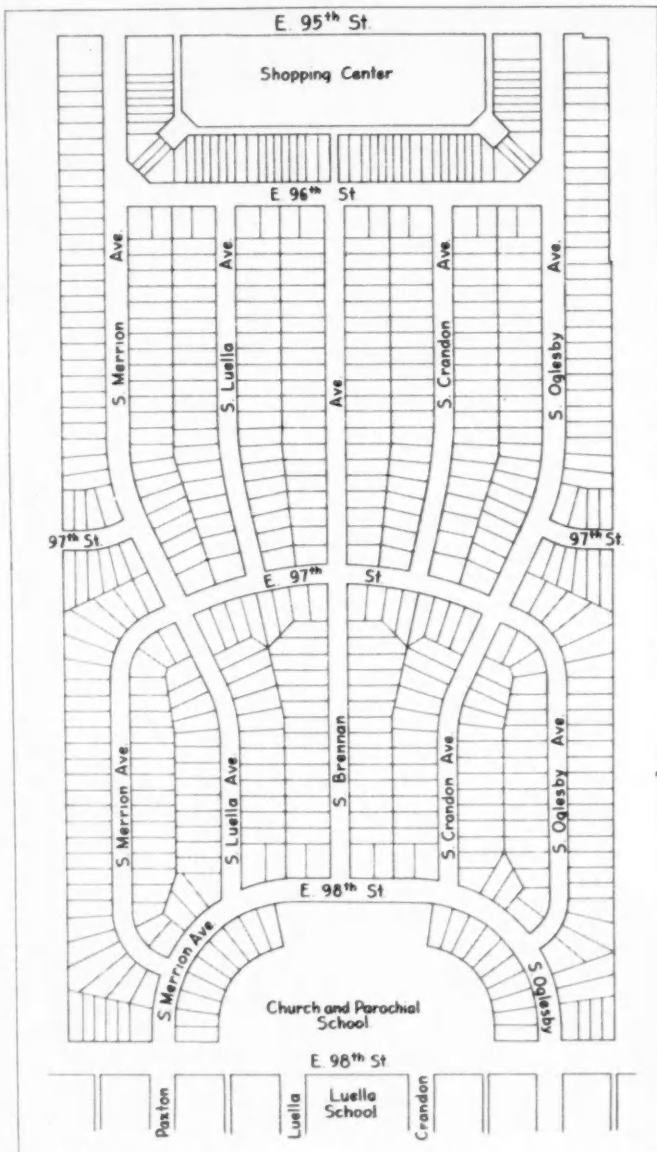 E. 95th St.
Shopping Center
E. 96th St.
S. Merrion Ave.
S. Luella Ave.
Ave.
S. Crandon Ave.
S. Oglesby Ave.
97th St.
97th St.
E. 97th St
S. Merrion Ave.
S. Luella Ave.
S. Brennan
S. Crandon Ave.
S. Oglesby Ave.
E. 98th St.
S. Merrion Ave.
S. Oglesby
Church and Parochial
School
E. 98th St.
Paxton
Luella
Luella
School
Crandon